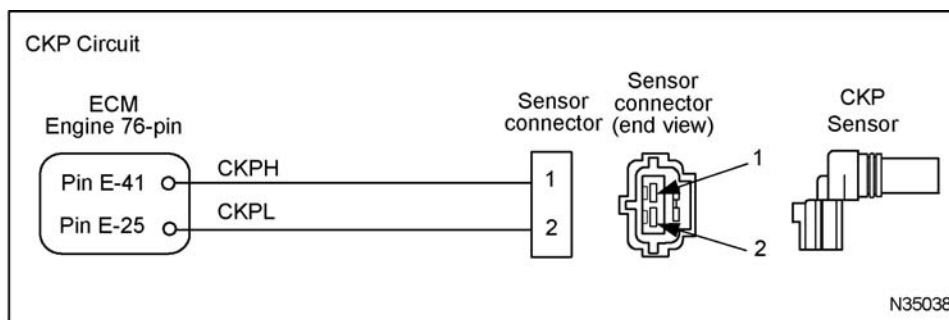 CKP Circuit
ECM
Engine 76-pin
Pin E-41
Pin E-25
CKPH
CKPL
Sensor
connector
1
2
Sensor
connector
(end view)
1
2
CKP
Sensor
N35038